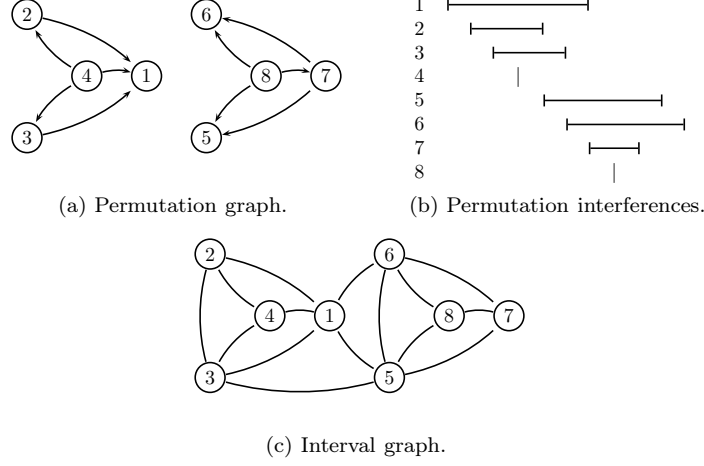 2 6 1
2
4 1 8 7 3
4
5
3 5 6
7
8
(a) Permutation graph. (b) Permutation interferences.
2 6
4 1 8 7
3 5
(c) Interval graph.